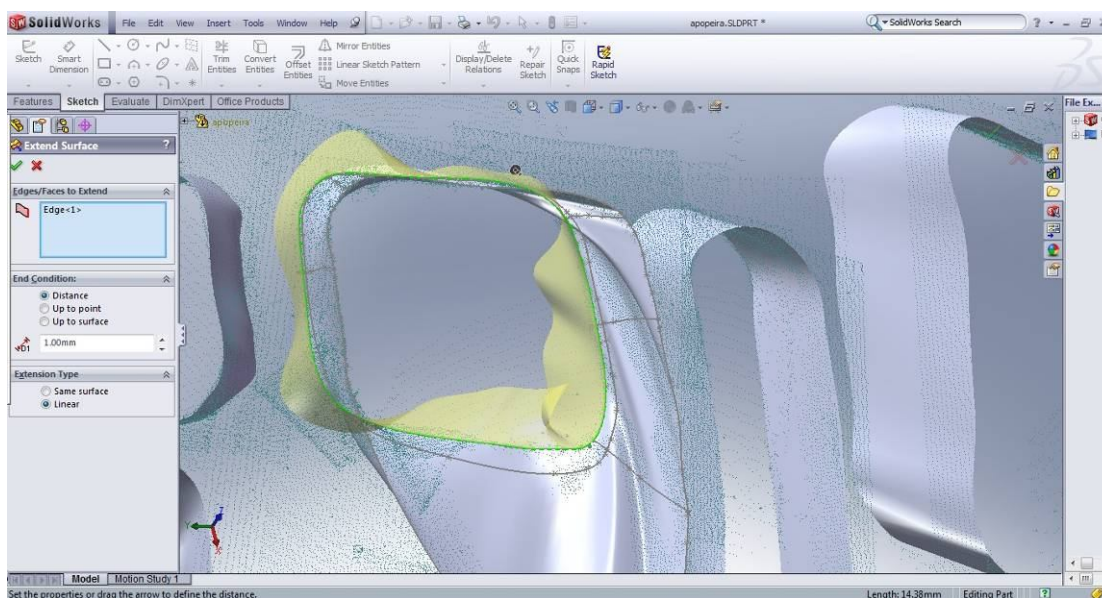 SolidWorks File Edit View Insert Tools Window Help apopeira.SLDPRT * SolidWorks Search ?
Sketch
Smart Dimension
Trim Entities
Convert Entities
Offset Entities
Mirror Entities
Linear Sketch Pattern
Move Entities
Display/Delete Relations
Repair Sketch
Quick Snaps
Rapid Sketch
Features Sketch Evaluate DimXpert Office Products
File Ex...
apopeira
Extend Surface ?
Edges/Faces to Extend
Edge<1>
End Condition:
Distance
Up to point
Up to surface
D1 1.00mm
Extension Type
Same surface
Linear
Y Z X
Model Motion Study 1
Set the properties or drag the arrow to define the distance. Length: 14.38mm Editing Part ?